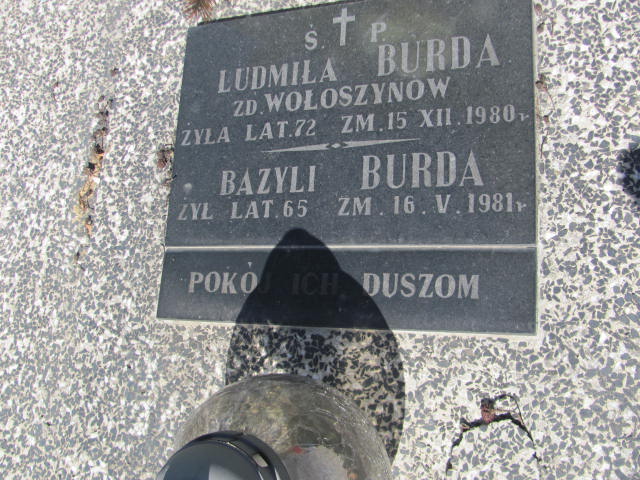 Ś. P.
LUDMIŁA BURDA
ZD. WOŁOSZYNÓW
ŻYŁA LAT. 72 ZM. 15 XII. 1980 r.
BAZYLI BURDA
ŻYŁ LAT 65 ZM. 16. V. 1981 r.
POKÓJ ICH DUSZOM